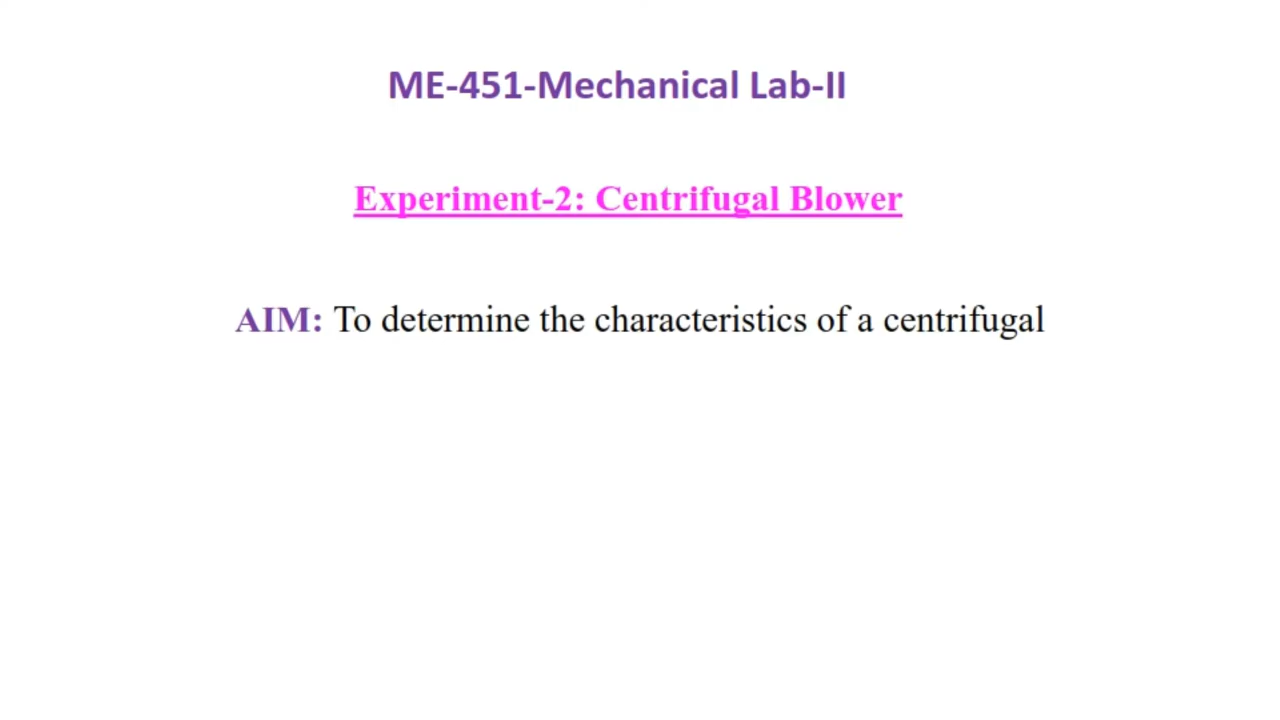 ME-451-Mechanical Lab-II
Experiment-2: Centrifugal Blower
AIM: To determine the characteristics of a centrifugal